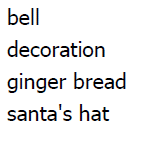 bell
decoration
ginger bread
santa's hat